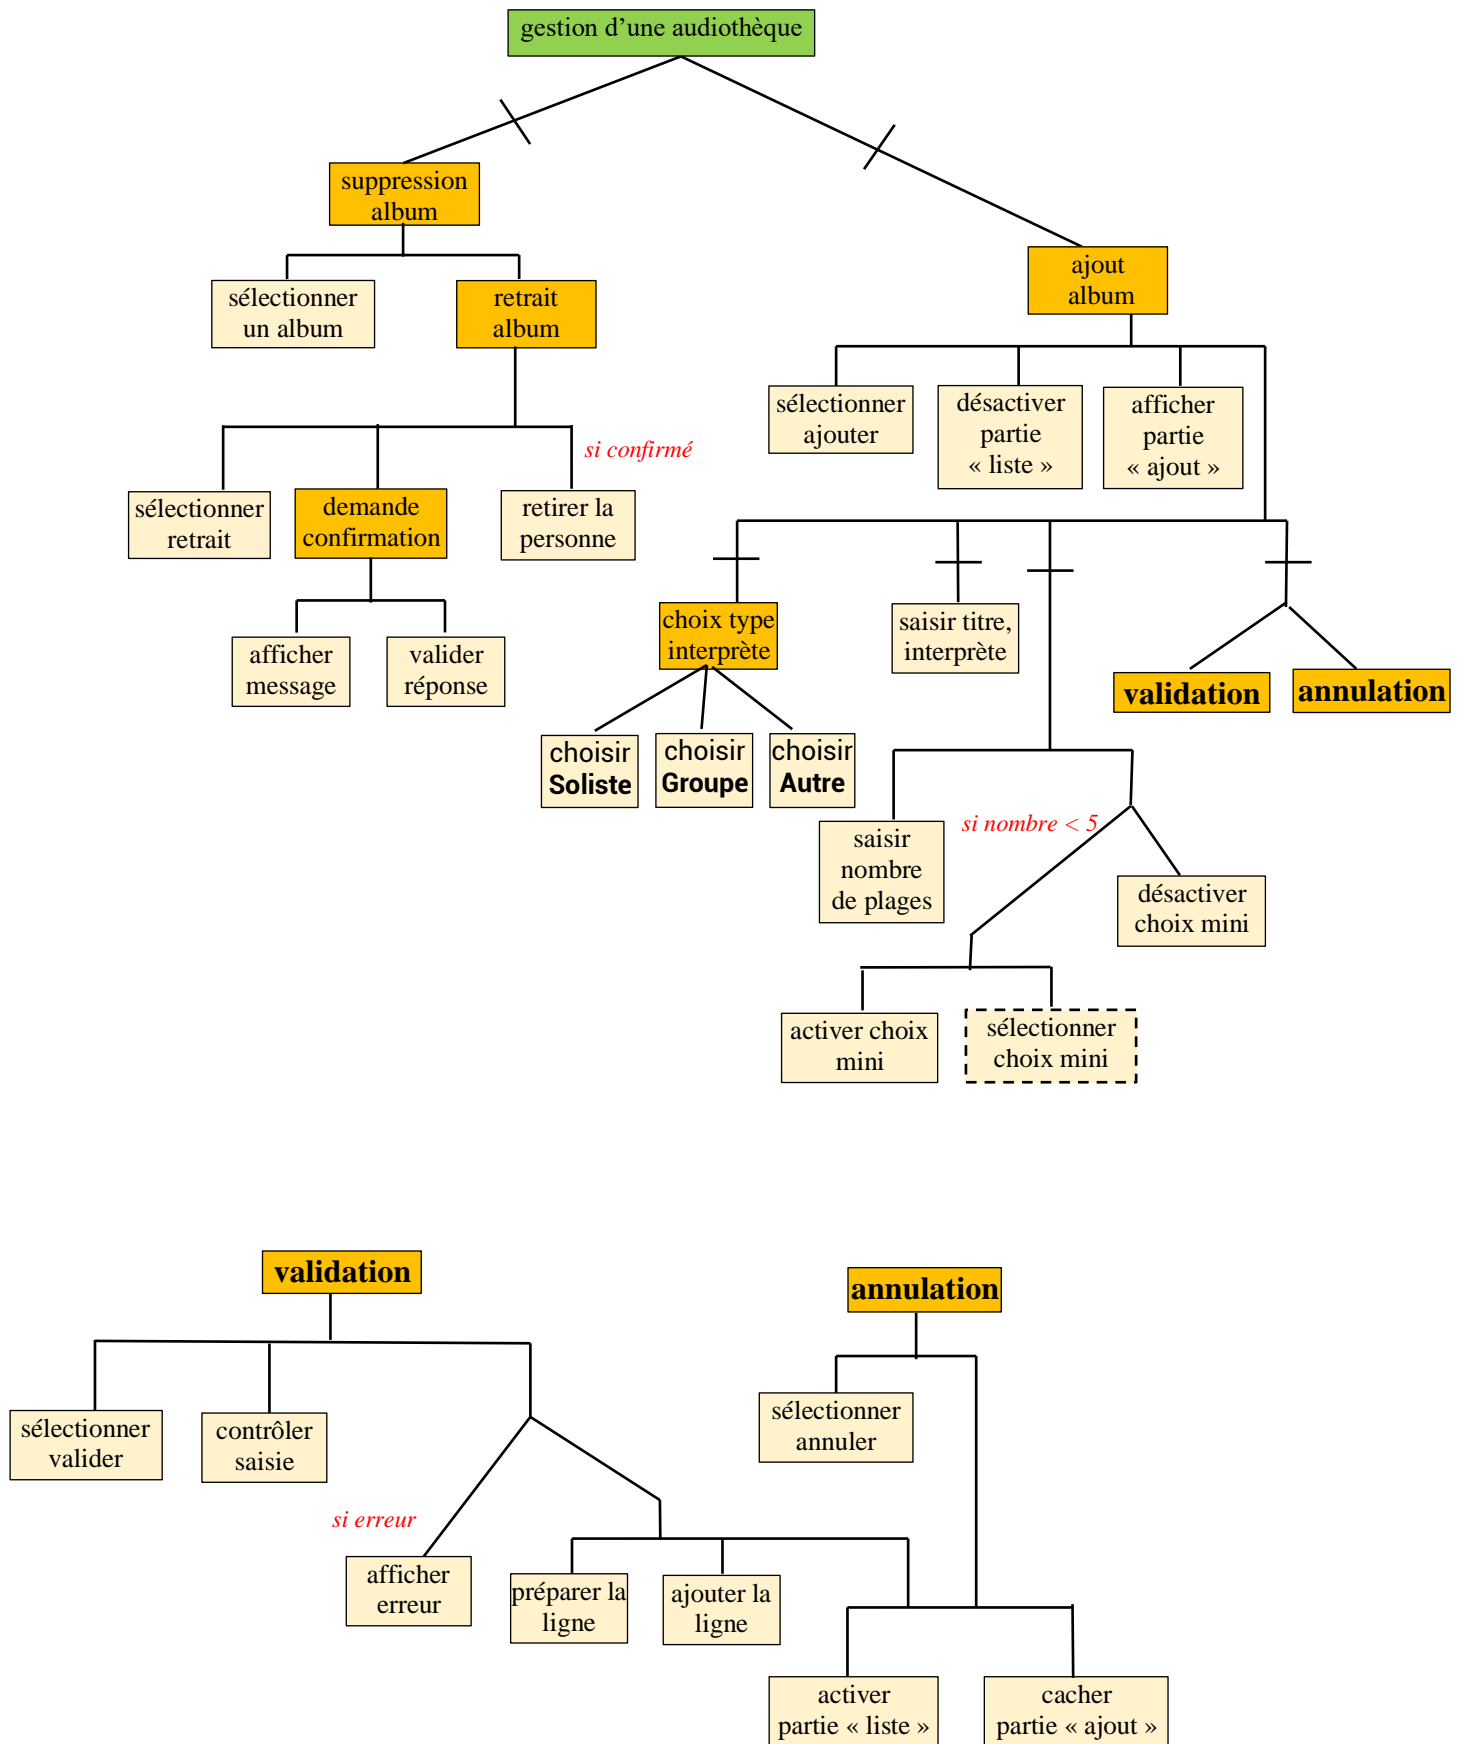 gestion d’une audiothèque
suppression
album
ajout
album
sélectionner
un album
retrait
album
sélectionner
ajouter
désactiver
partie
« liste »
afficher
partie
« ajout »
si confirmé
sélectionner
retrait
demande
confirmation
retirer la
personne
choix type
interprète
saisir titre,
interprète
afficher
message
valider
réponse
validation
annulation
choisir
Soliste
choisir
Groupe
choisir
Autre
si nombre < 5
saisir
nombre
de plages
désactiver
choix mini
activer choix
mini
sélectionner
choix mini
validation
annulation
sélectionner
valider
contrôler
saisie
sélectionner
annuler
si erreur
afficher
erreur
préparer la
ligne
ajouter la
ligne
activer
partie « liste »
cacher
partie « ajout »